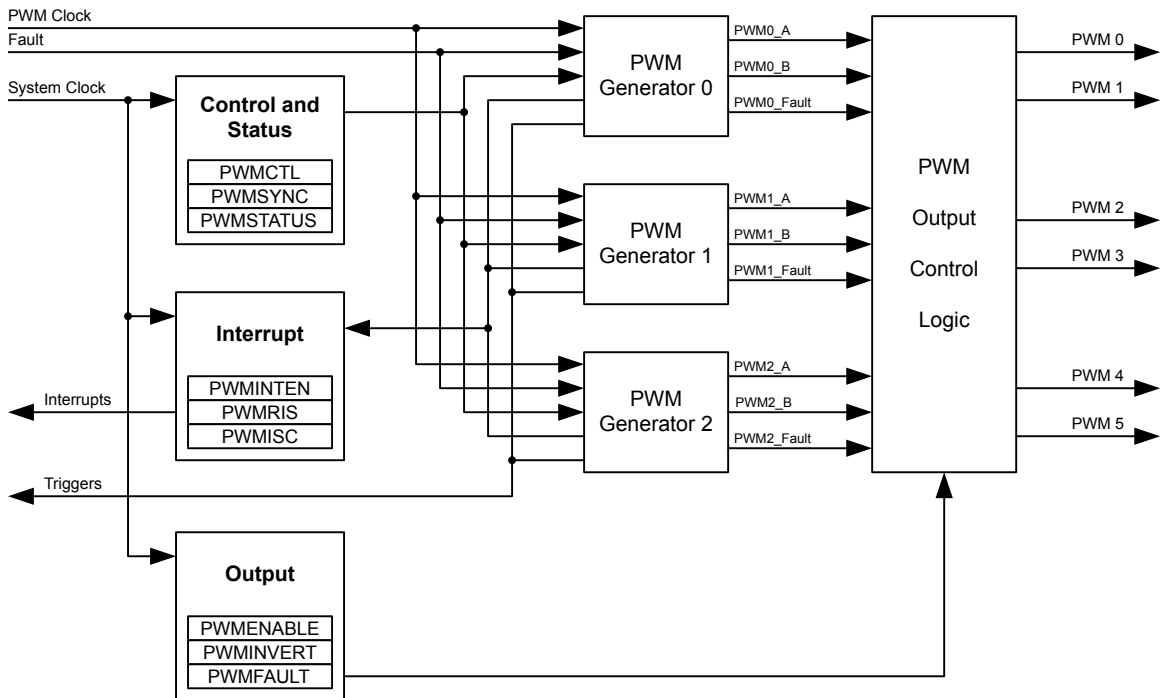 PWM Clock
Fault
System Clock
Control and
Status
PWMCTL
PWMSYNC
PWMSTATUS
Interrupt
PWMINTEN
PWMRIS
PWMISC
Interrupts
Triggers
Output
PWMENABLE
PWMINVERT
PWMFAULT
PWM
Generator 0
PWM0_A
PWM0_B
PWM0_Fault
PWM
Generator 1
PWM1_A
PWM1_B
PWM1_Fault
PWM
Generator 2
PWM2_A
PWM2_B
PWM2_Fault
PWM
Output
Control
Logic
PWM 0
PWM 1
PWM 2
PWM 3
PWM 4
PWM 5